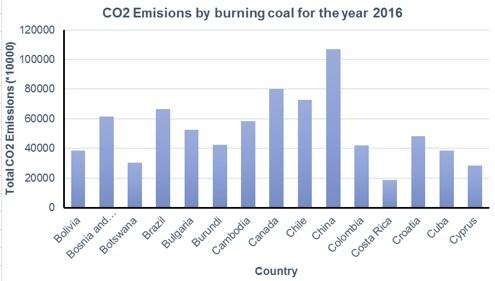 CO2 Emisions by burning coal for the year 2016
Total CO2 Emissions (*10000)
120000
100000
80000
60000
40000
20000
0
Bolivia
Bosnia and...
Botswana
Brazil
Bulgaria
Burundi
Cambodia
Canada
Chile
China
Colombia
Costa Rica
Croatia
Cuba
Cyprus
Country